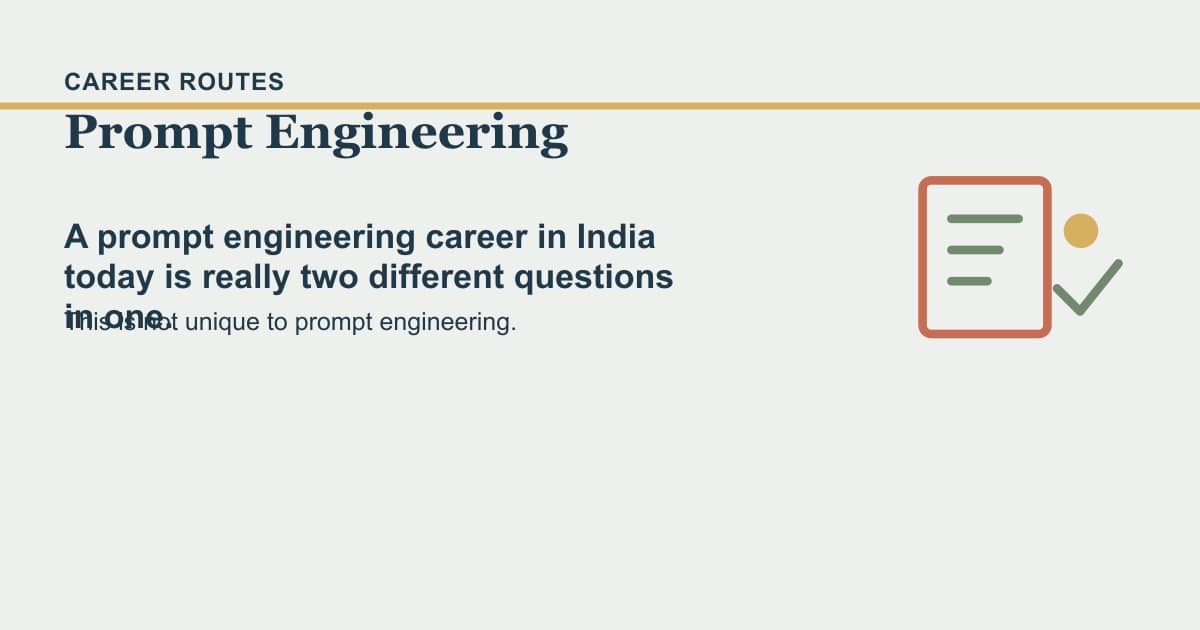 CAREER ROUTES
Prompt Engineering
A prompt engineering career in India
today is really two different questions
in one.
This is not unique to prompt engineering.